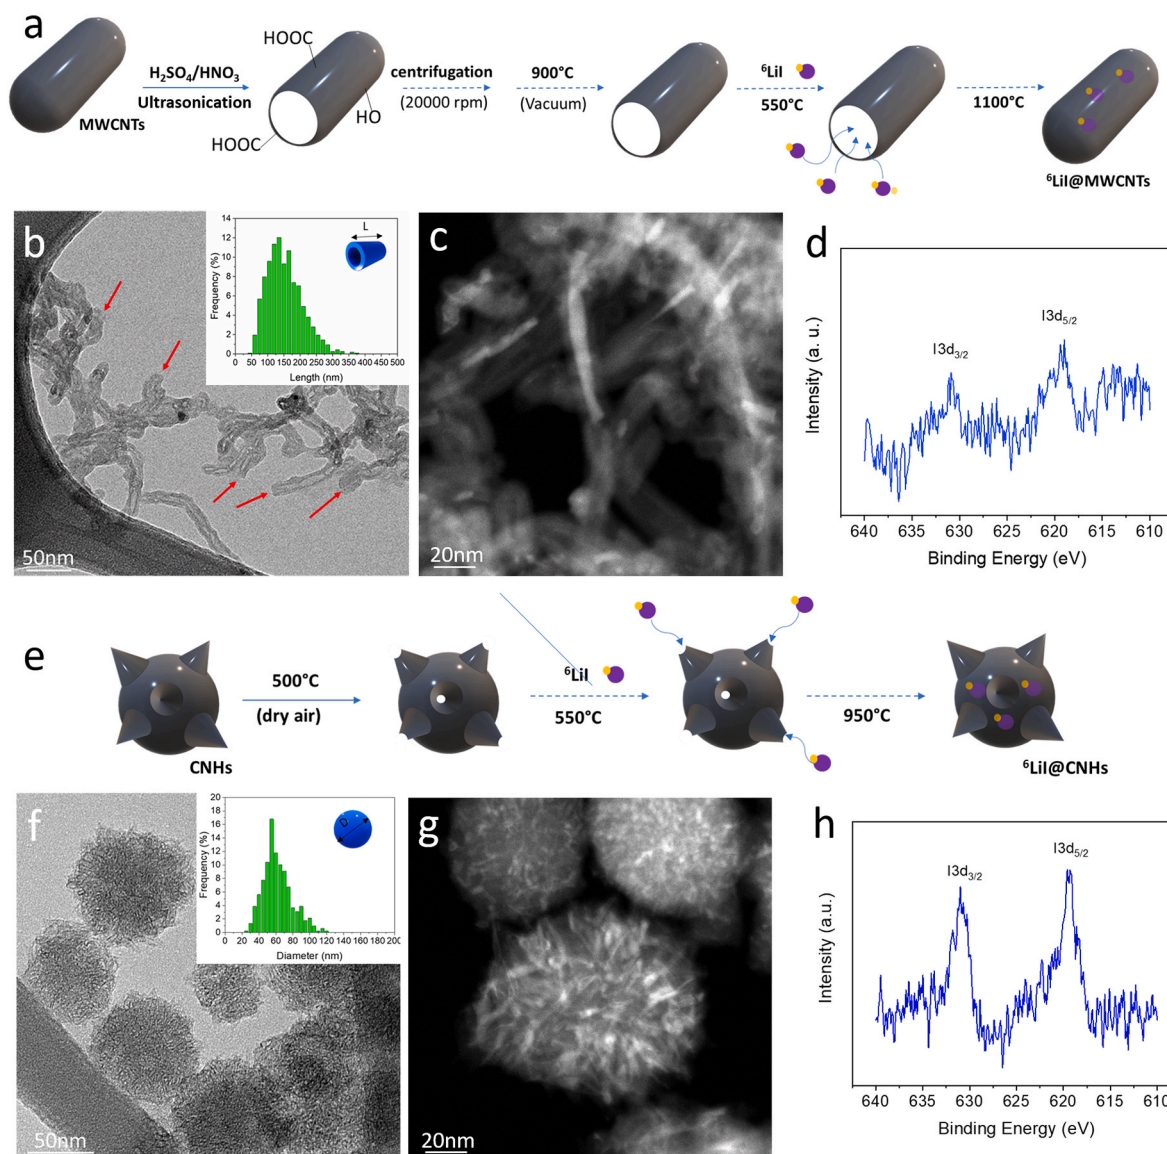 a
MWCNTs
H₂SO₄/HNO₃
Ultrasonication
HOOC
HO
HOOC
centrifugation
(20000 rpm)
900°C
(Vacuum)
⁶LiI
550°C
1100°C
⁶LiI@MWCNTs
b
14
12
10
8
6
4
2
0
Frequency (%)
0 50 100 150 200 250 300 350 400 450 500
Length (nm)
L
50nm
c
20nm
d
I3d₃/₂
I3d₅/₂
Intensity (a. u.)
640 635 630 625 620 615 610
Binding Energy (eV)
e
CNHs
500°C
(dry air)
⁶LiI
550°C
950°C
⁶LiI@CNHs
f
20
18
16
14
12
10
8
6
4
2
0
Frequency (%)
0 20 40 60 80 100 120 140 160 180 200
Diameter (nm)
D
50nm
g
20nm
h
I3d₃/₂
I3d₅/₂
Intensity (a.u.)
640 635 630 625 620 615 610
Binding Energy (eV)